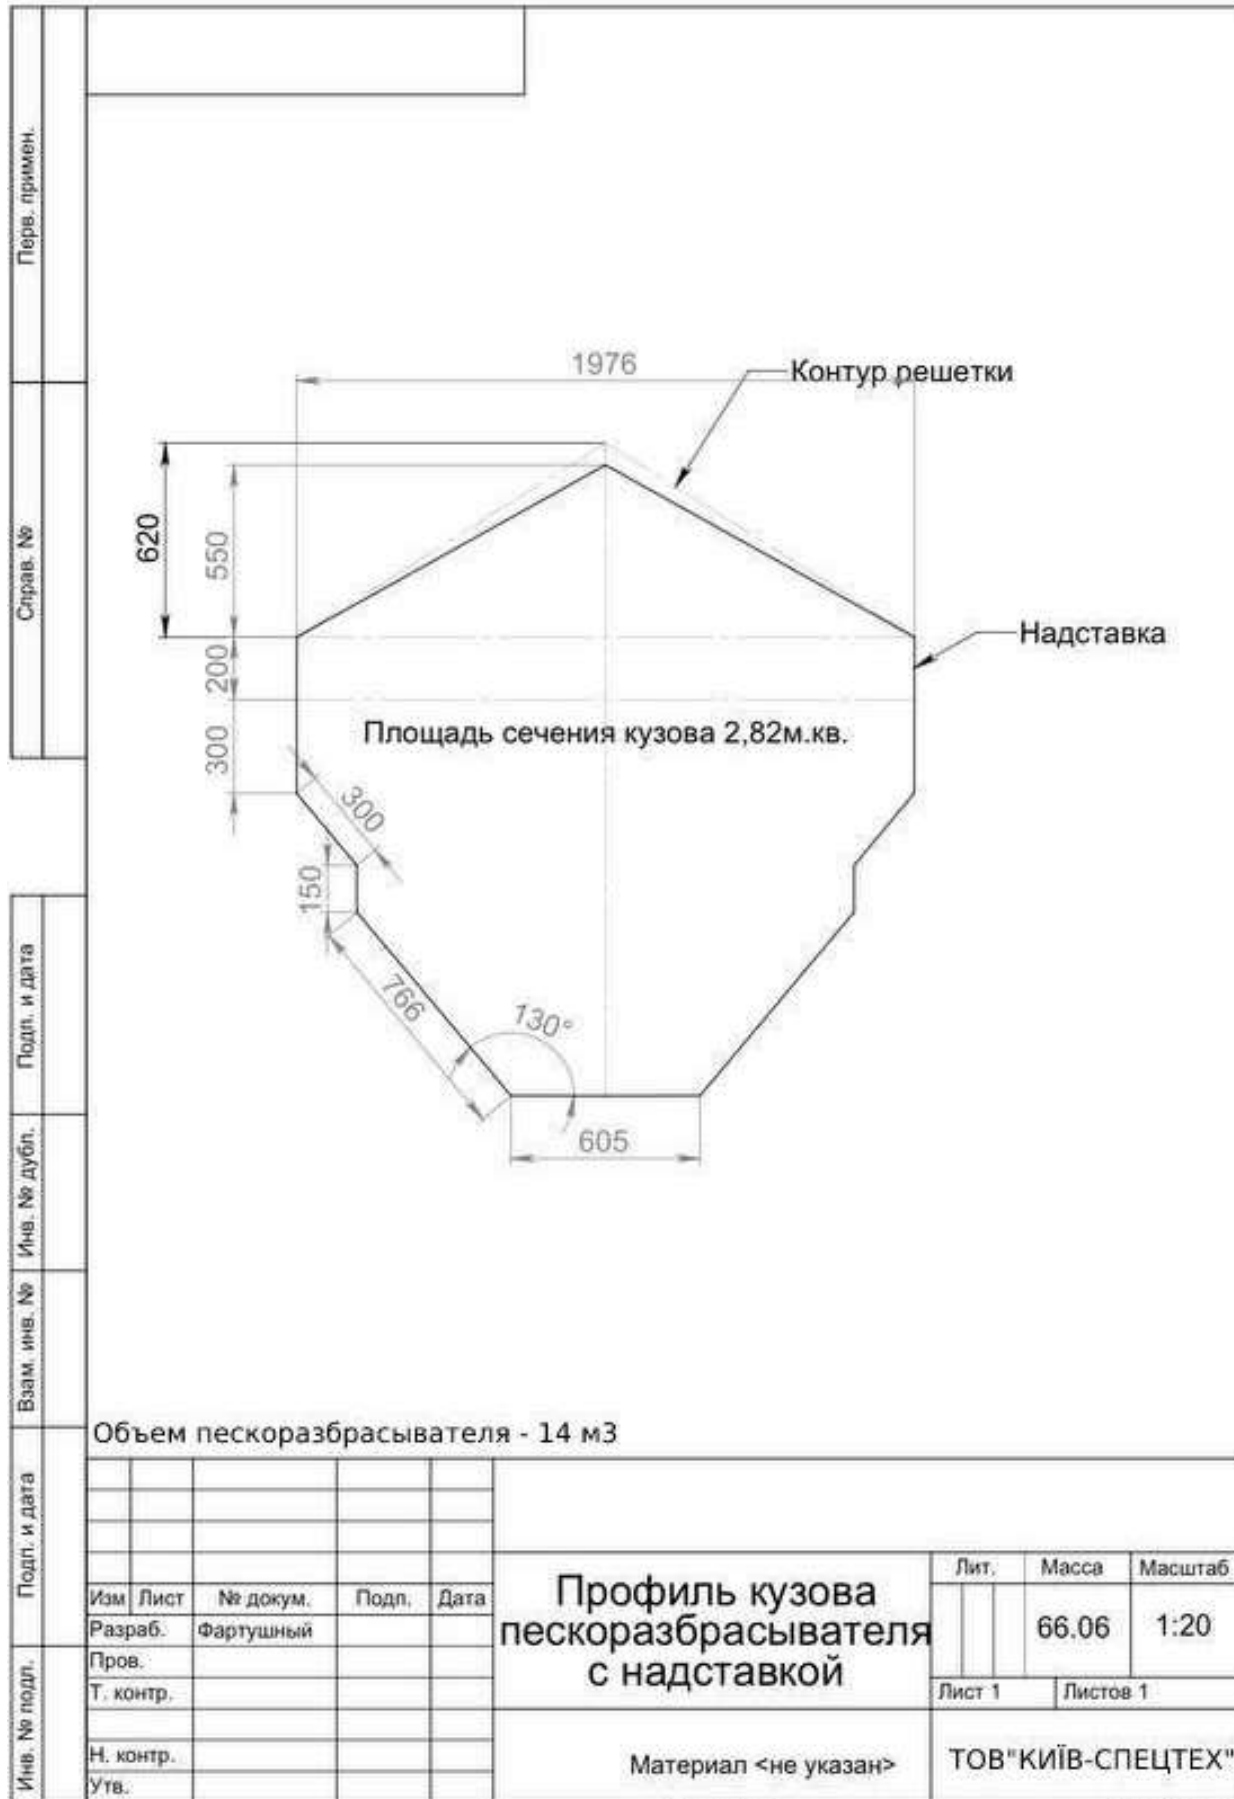 Перв. примен.
Справ. №
Подп. и дата
Инв. № дубл.
Взам. инв. №
Подп. и дата
Инв. № подл.
1976
Контур решетки
620
550
200
Надставка
300
Площадь сечения кузова 2,82м.кв.
300
150
766
130°
605
Объем пескоразбрасывателя - 14 м3
Изм Лист № докум. Подп. Дата
Разраб. Фартушный
Пров.
Т. контр.
Н. контр.
Утв.
Профиль кузова
пескоразбрасывателя
с надставкой
Лит. Масса Масштаб
66.06 1:20
Лист 1 Листов 1
Материал <не указан>
ТОВ"КИЇВ-СПЕЦТЕХ"